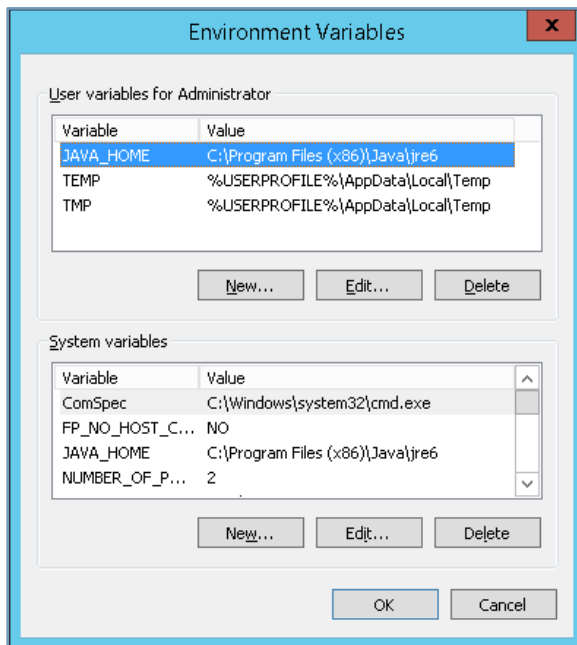 Environment Variables
x
User variables for Administrator
Variable Value
JAVA_HOME C:\Program Files (x86)\Java\jre6
TEMP %USERPROFILE%\AppData\Local\Temp
TMP %USERPROFILE%\AppData\Local\Temp
New... Edit... Delete
System variables
Variable Value
ComSpec C:\Windows\system32\cmd.exe
FP_NO_HOST_C... NO
JAVA_HOME C:\Program Files (x86)\Java\jre6
NUMBER_OF_P... 2
New... Edit... Delete
OK Cancel